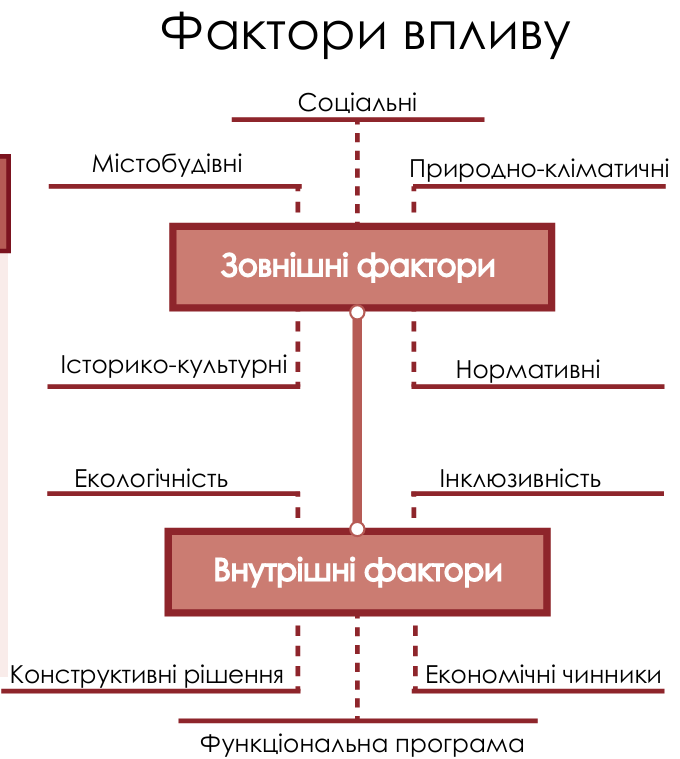 Фактори впливу
Соціальні
Містобудівні
Природно-кліматичні
Зовнішні фактори
Історико-культурні
Нормативні
Екологічність
Інклюзивність
Внутрішні фактори
Конструктивні рішення
Економічні чинники
Функціональна програма